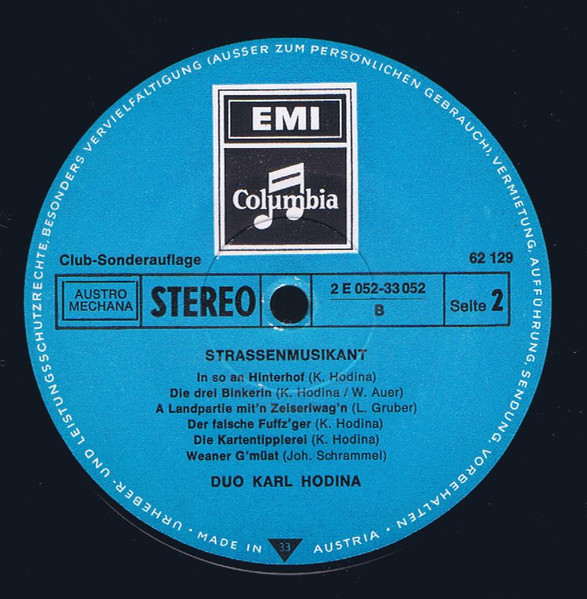 URHEBER- UND LEISTUNGSSCHUTZRECHTE, BESONDERS VERVIELFÄLTIGUNG (AUSSER ZUM PERSÖNLICHEN GEBRAUCH), VERMIETUNG, AUFFÜHRUNG, SENDUNG, VORBEHALTEN •
EMI
Columbia
Club-Sonderauflage
62 129
AUSTRO
MECHANA
STEREO
2 E 052-33 052
B
Seite 2
STRASSENMUSIKANT
In so an Hinterhof (K. Hodina)
Die drei Binkerln (K. Hodina / W. Auer)
A Landpartie mit'n Zeiserlwag'n (L. Gruber)
Der falsche Fuffz'ger (K. Hodina)
Die Kartentipplerei (K. Hodina)
Weaner G'müat (Joh. Schrammel)
DUO KARL HODINA
• MADE IN 33 AUSTRIA •